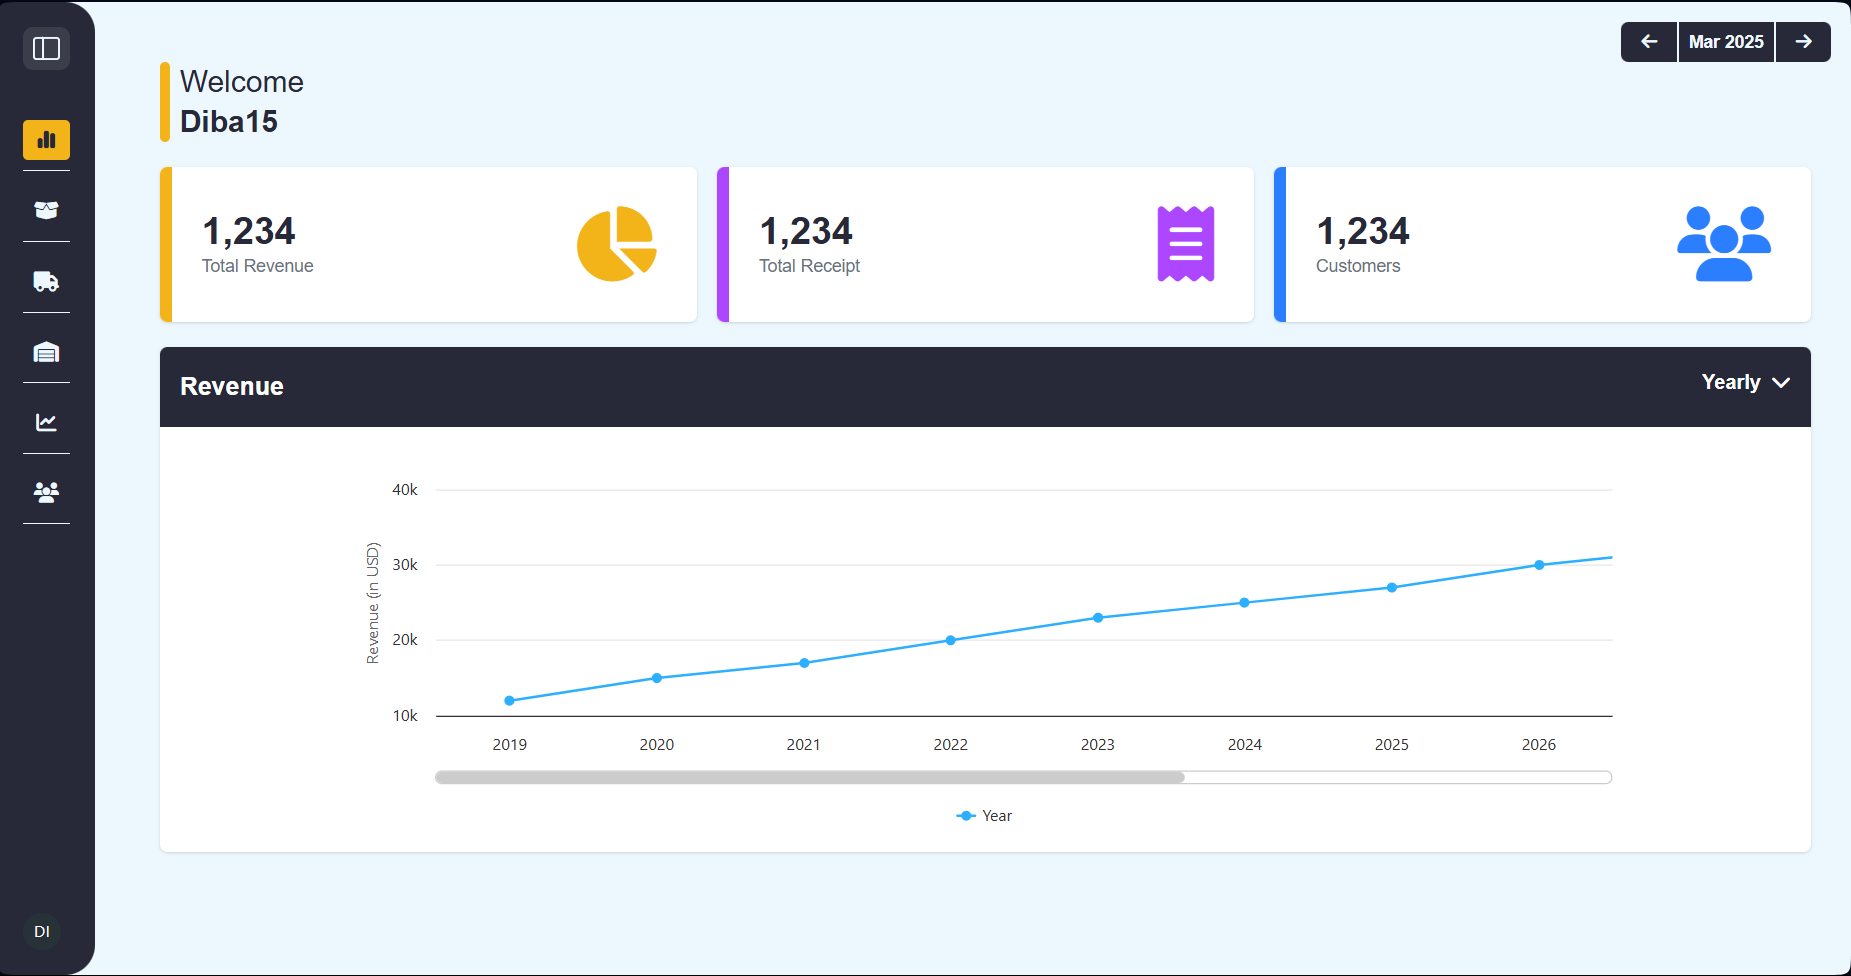 Mar 2025
Welcome
Diba15
1,234
Total Revenue
1,234
Total Receipt
1,234
Customers
Revenue
Yearly
40k
30k
20k
10k
Revenue (in USD)
2019 2020 2021 2022 2023 2024 2025 2026
Year
DI